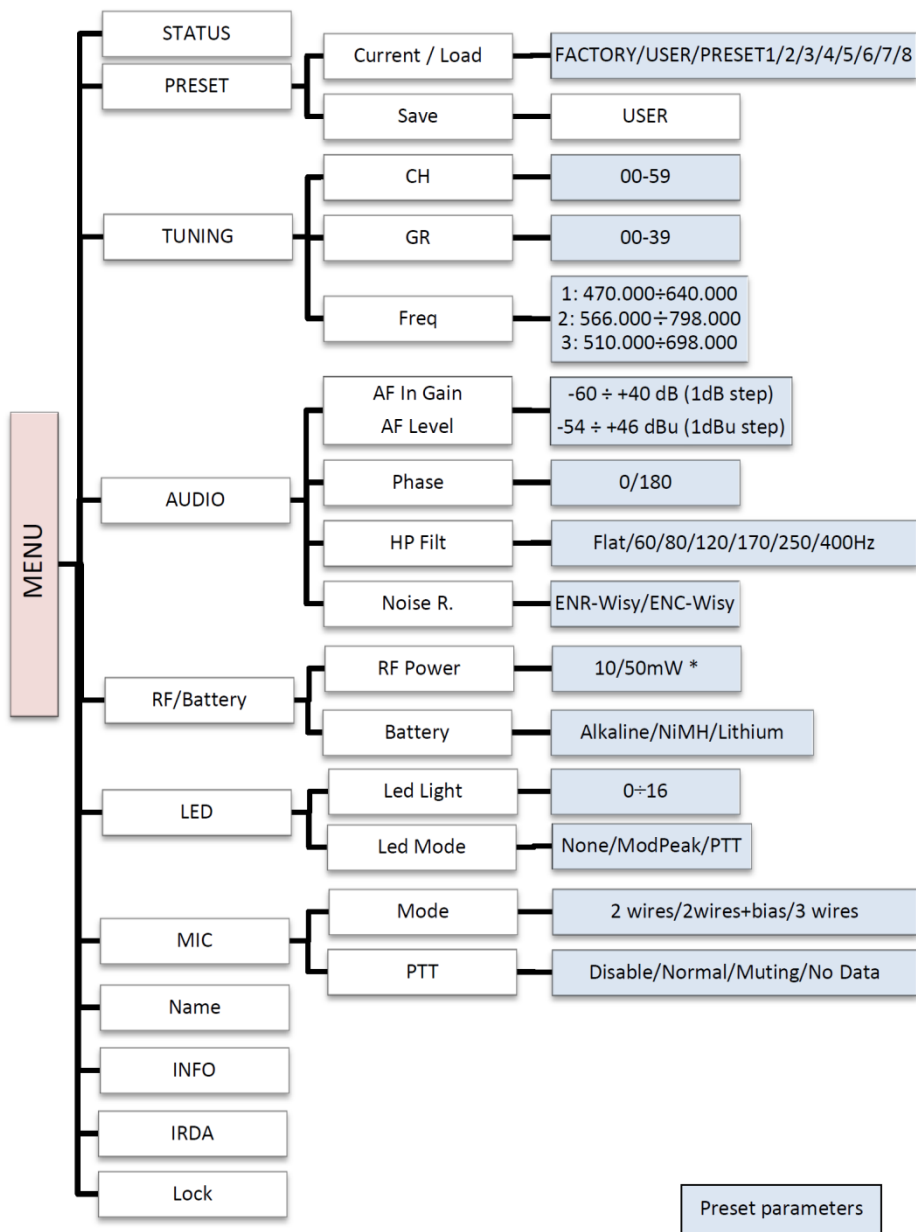 MENU
STATUS
PRESET
Current / Load
FACTORY/USER/PRESET1/2/3/4/5/6/7/8
Save
USER
TUNING
CH
00-59
GR
00-39
Freq
1: 470.000÷640.000
2: 566.000÷798.000
3: 510.000÷698.000
AUDIO
AF In Gain
AF Level
-60 ÷ +40 dB (1dB step)
-54 ÷ +46 dBu (1dBu step)
Phase
0/180
HP Filt
Flat/60/80/120/170/250/400Hz
Noise R.
ENR-Wisy/ENC-Wisy
RF/Battery
RF Power
10/50mW *
Battery
Alkaline/NiMH/Lithium
LED
Led Light
0÷16
Led Mode
None/ModPeak/PTT
MIC
Mode
2 wires/2wires+bias/3 wires
PTT
Disable/Normal/Muting/No Data
Name
INFO
IRDA
Lock
Preset parameters